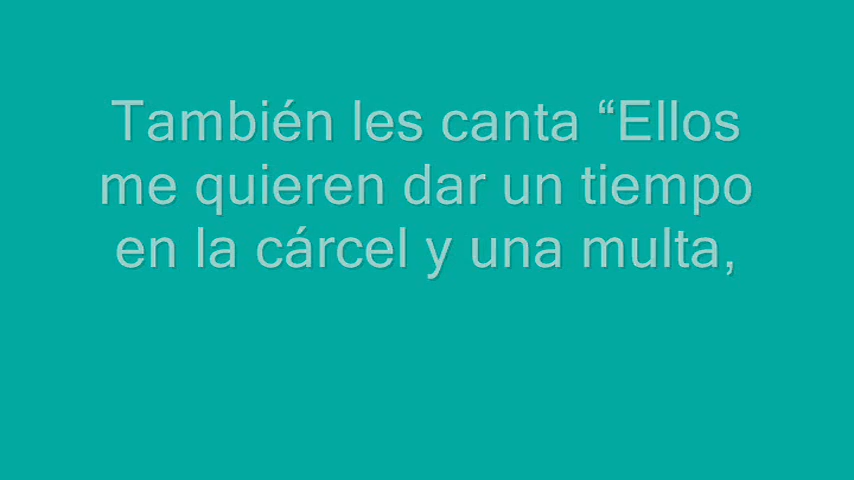 También les canta “Ellos
me quieren dar un tiempo
en la cárcel y una multa,